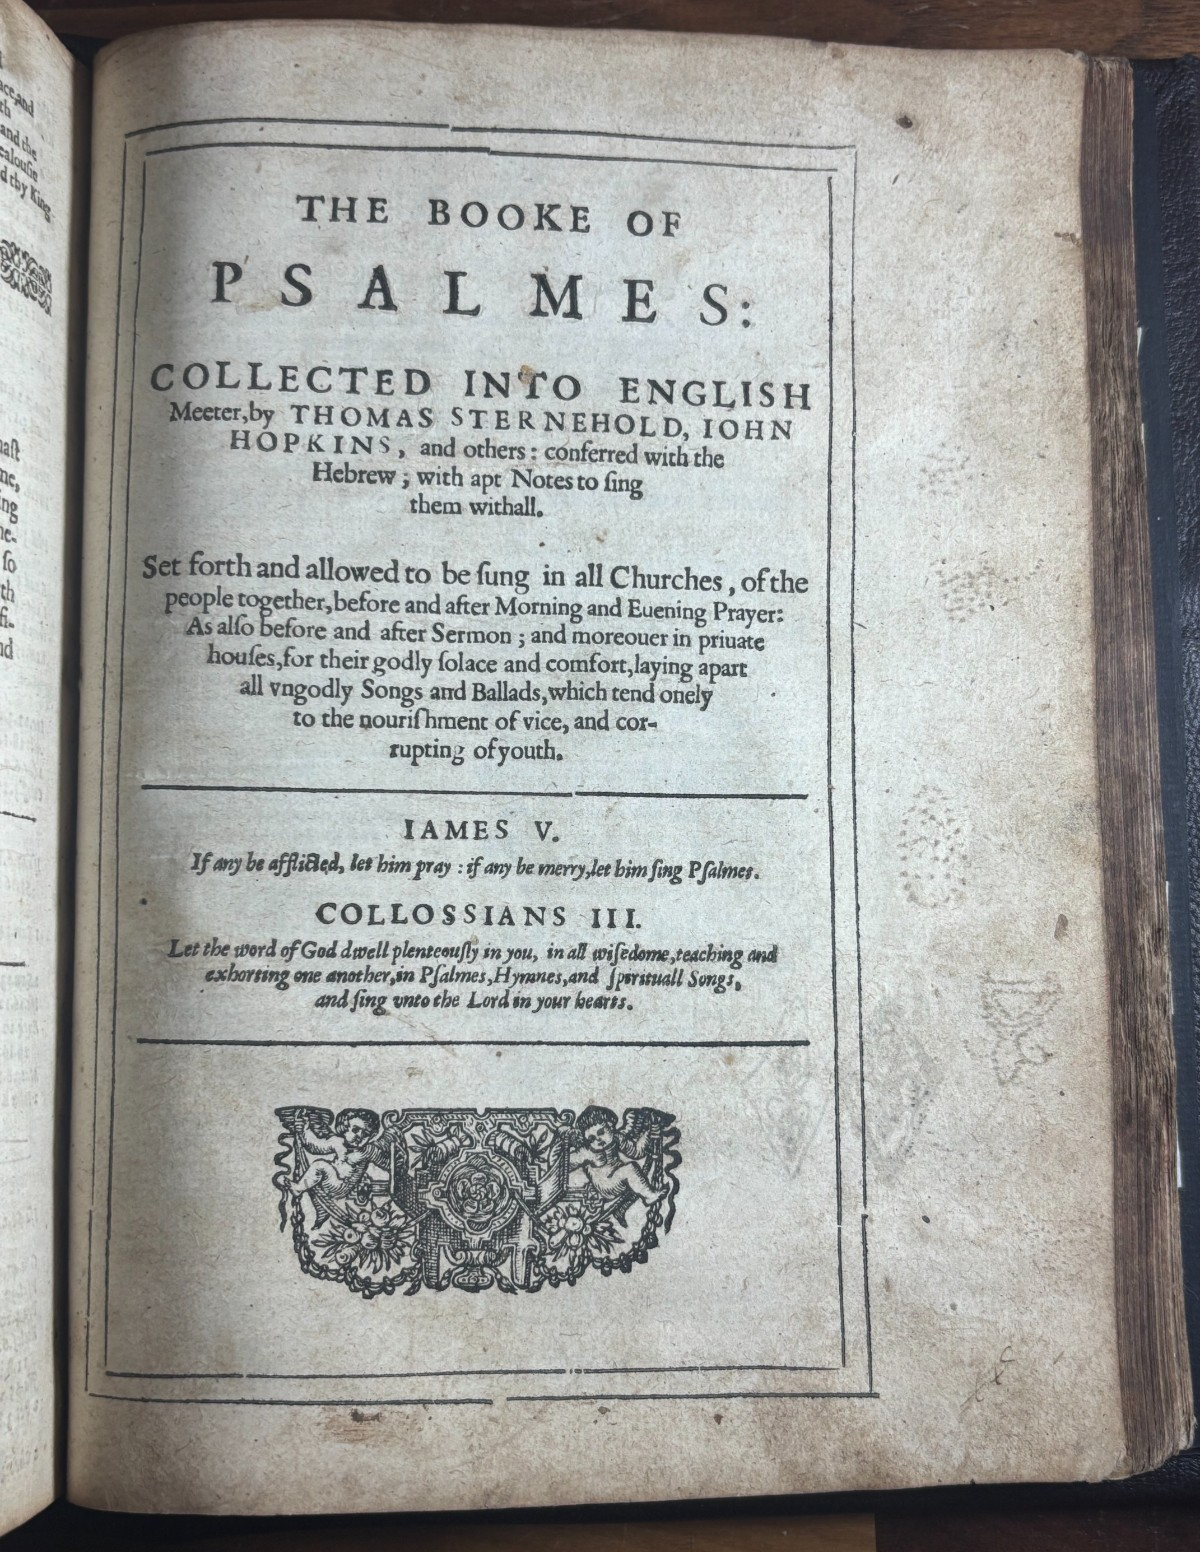 THE BOOKE OF
PSALMES:
COLLECTED INTO ENGLISH
Meeter, by THOMAS STERNEHOLD, IOHN
HOPKINS, and others: conferred with the
Hebrew; with apt Notes to ſing
them withall.
Set forth and allowed to be ſung in all Churches, of the
people together, before and after Morning and Euening Prayer:
As alſo before and after Sermon; and moreouer in priuate
houſes, for their godly ſolace and comfort, laying apart
all vngodly Songs and Ballads, which tend onely
to the nouriſhment of vice, and cor-
rupting of youth.
IAMES V.
If any be afflicted, let him pray: if any be merry, let him ſing Pſalmes.
COLLOSSIANS III.
Let the word of God dwell plenteouſly in you, in all wiſedome, teaching and
exhorting one another, in Pſalmes, Hymnes, and ſpirituall Songs,
and ſing vnto the Lord in your hearts.